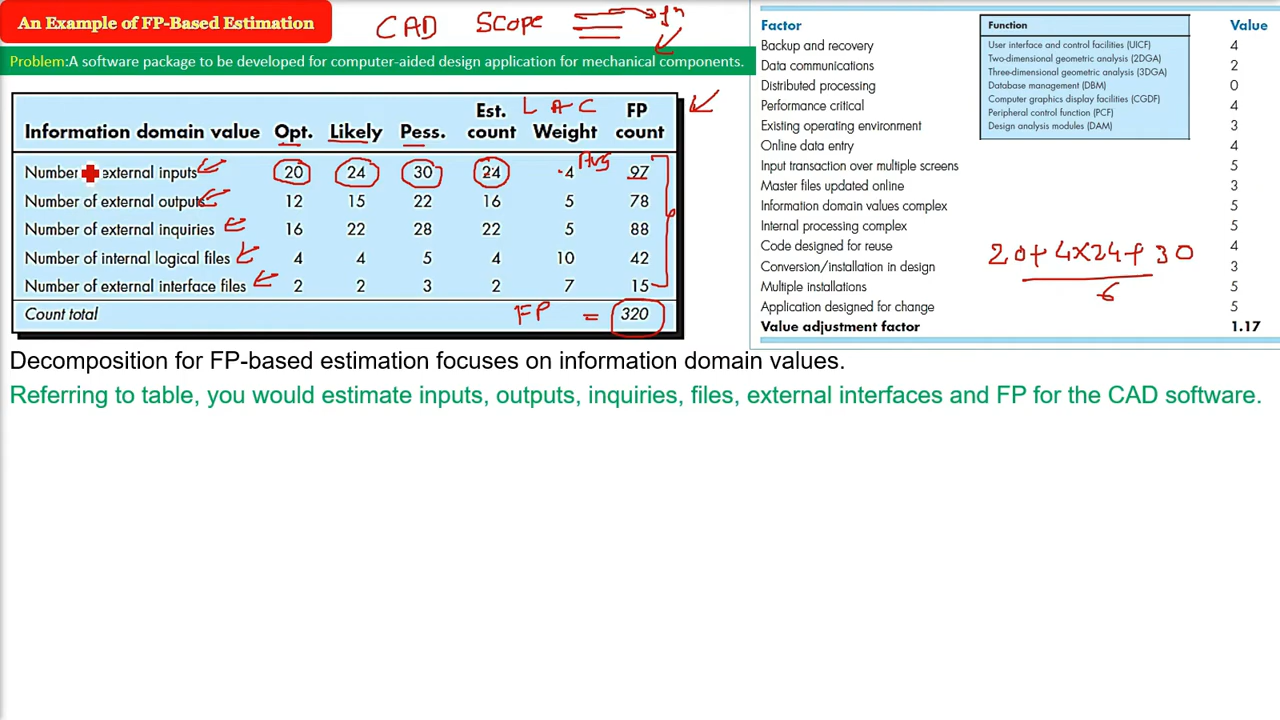 An Example of FP-Based Estimation
CAD SCOPE
Problem:A software package to be developed for computer-aided design application for mechanical components.
L A C
Information domain value Opt. Likely Pess. Est. count Weight FP count
Avg
Number external inputs 20 24 30 24 4 97
Number of external outputs 12 15 22 16 5 78
Number of external inquiries 16 22 28 22 5 88
Number of internal logical files 4 4 5 4 10 42
Number of external interface files 2 2 3 2 7 15
Count total FP = 320
Factor Value
Backup and recovery 4
Data communications 2
Distributed processing 0
Performance critical 4
Existing operating environment 3
Online data entry 4
Input transaction over multiple screens 5
Master files updated online 3
Information domain values complex 5
Internal processing complex 5
Code designed for reuse 4
Conversion/installation in design 3
Multiple installations 5
Application designed for change 5
Value adjustment factor 1.17
Function
User interface and control facilities (UICF)
Two-dimensional geometric analysis (2DGA)
Three-dimensional geometric analysis (3DGA)
Database management (DBM)
Computer graphics display facilities (CGDF)
Peripheral control function (PCF)
Design analysis modules (DAM)
20+4×24+30
6
Decomposition for FP-based estimation focuses on information domain values.
Referring to table, you would estimate inputs, outputs, inquiries, files, external interfaces and FP for the CAD software.